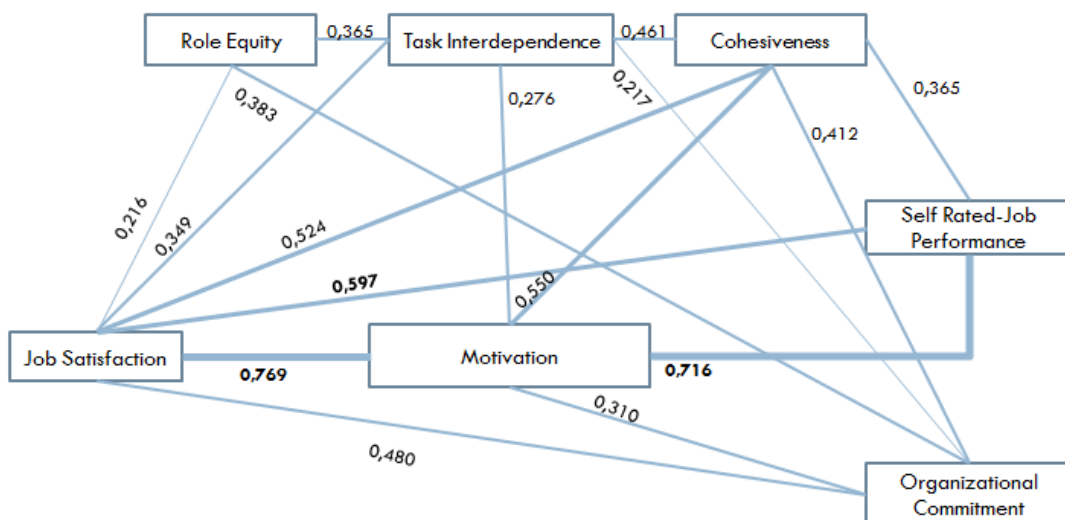 Role Equity
0,365
Task Interdependence
0,461
Cohesiveness
0,383
0,276
0,217
0,365
0,412
0,216
0,349
0,524
Self Rated-Job
Performance
0,597
0,550
Job Satisfaction
0,769
Motivation
0,716
0,310
0,480
Organizational
Commitment